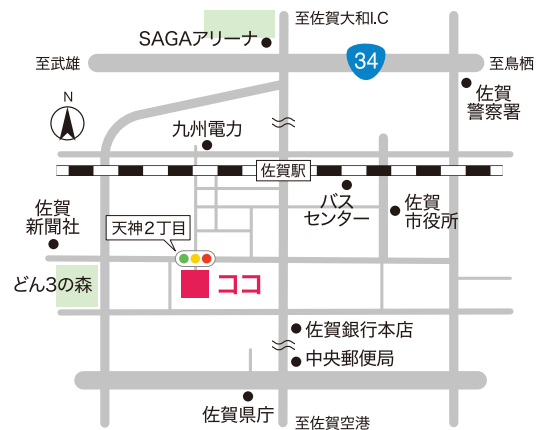 至佐賀大和I.C
SAGAアリーナ
至武雄
34
至鳥栖
佐賀
警察署
N
九州電力
佐賀駅
バス
センター
佐賀
市役所
佐賀
新聞社
天神2丁目
どん3の森
ココ
佐賀銀行本店
中央郵便局
佐賀県庁
至佐賀空港